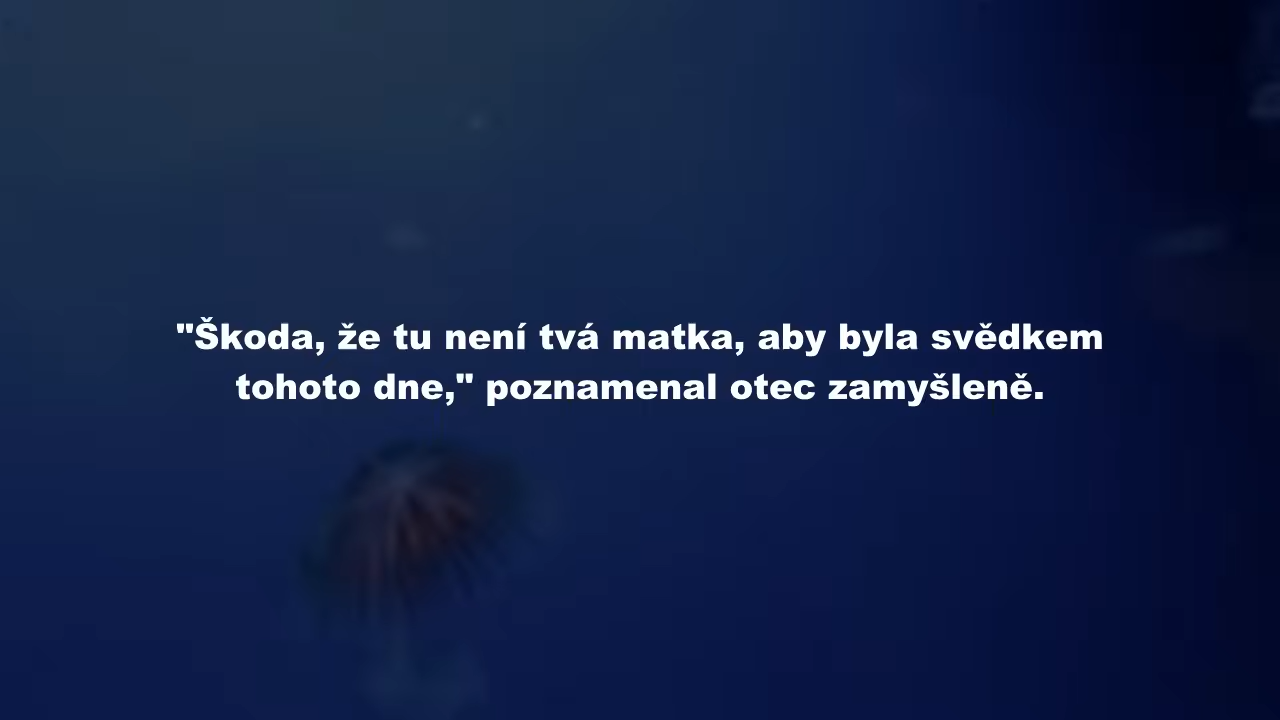 "Škoda, že tu není tvá matka, aby byla svědkem
tohoto dne," poznamenal otec zamyšleně.